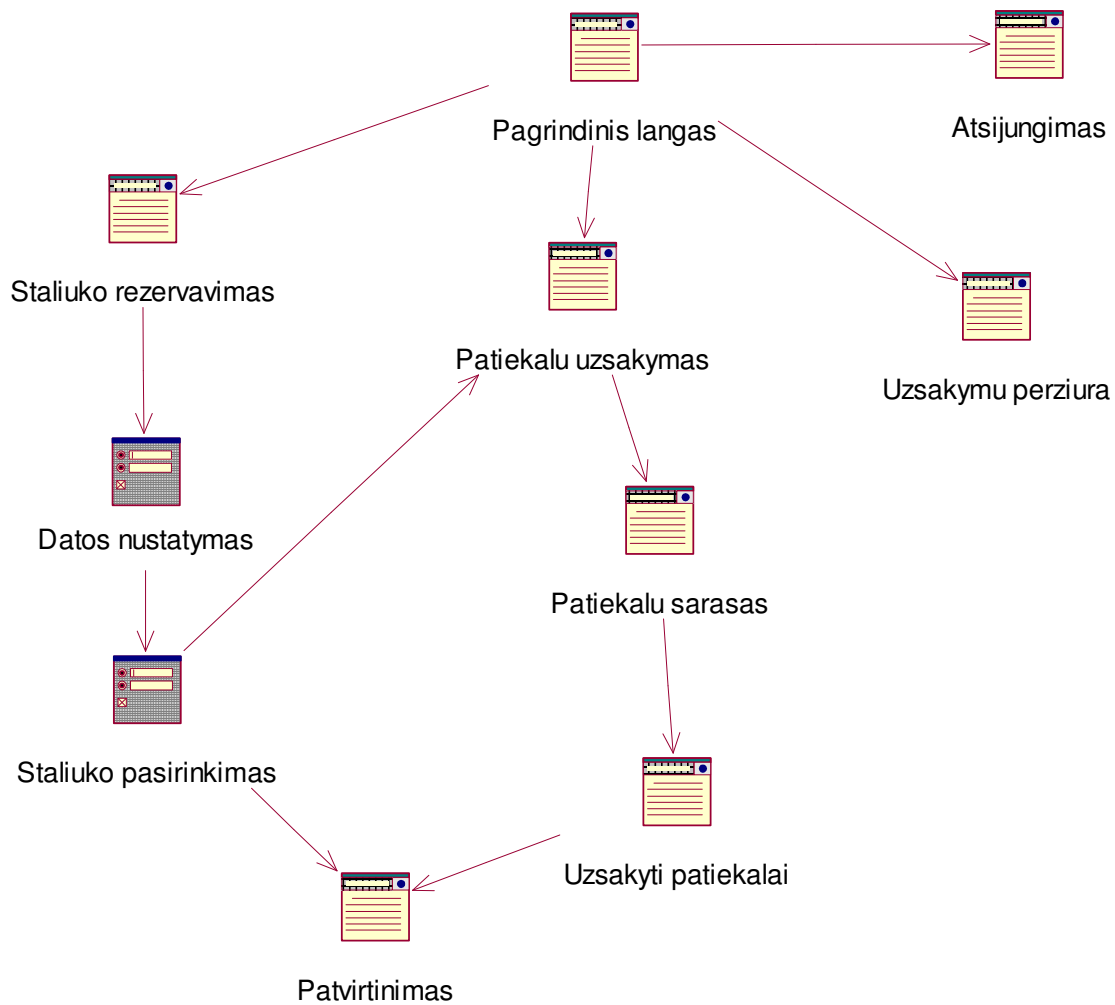 Pagrindinis langas
Atsijungimas
Staliuko rezervavimas
Patiekalu uzsakymas
Uzsakymu perziura
Datos nustatymas
Patiekalu sarasas
Staliuko pasirinkimas
Uzsakyti patiekalai
Patvirtinimas